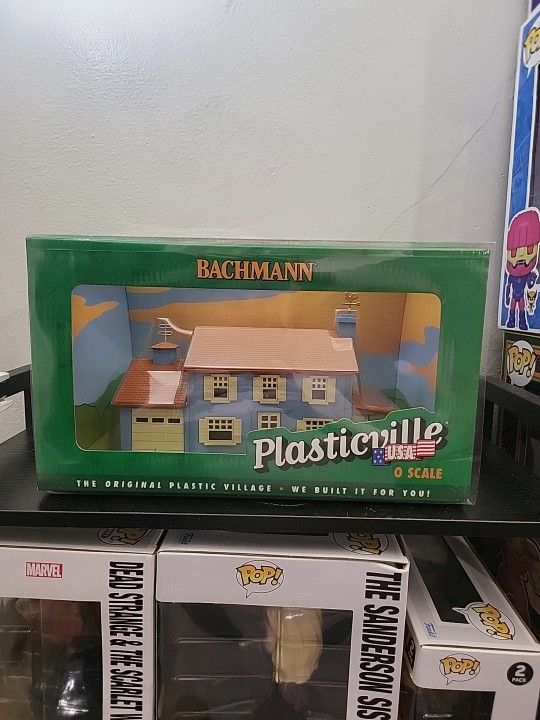 BACHMANN
Plasticville
U.S.A.
O SCALE
THE ORIGINAL PLASTIC VILLAGE • WE BUILT IT FOR YOU!
POP!
MARVEL
DEAD STRANGE & THE SCARLET
POP!
THE SANDERSON SIS
POP!
POP!
2
PACK